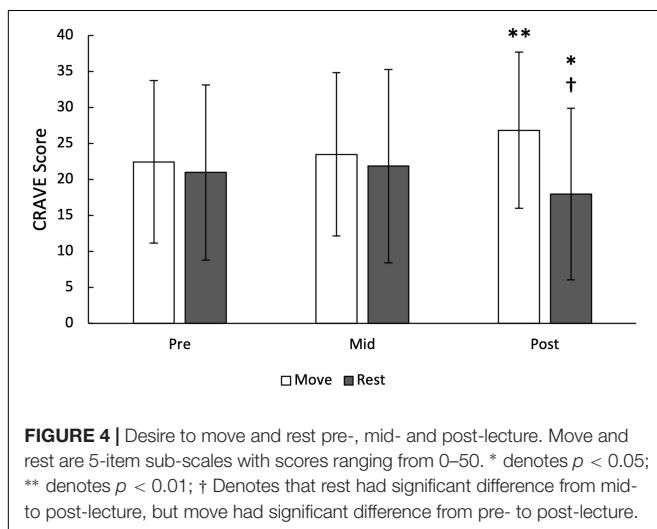 40
35
30
25
20
15
10
5
0
CRAVE Score
**
*
†
Pre Mid Post
Move Rest
FIGURE 4 | Desire to move and rest pre-, mid- and post-lecture. Move and
rest are 5-item sub-scales with scores ranging from 0–50. * denotes p < 0.05;
** denotes p < 0.01; † Denotes that rest had significant difference from mid-
to post-lecture, but move had significant difference from pre- to post-lecture.